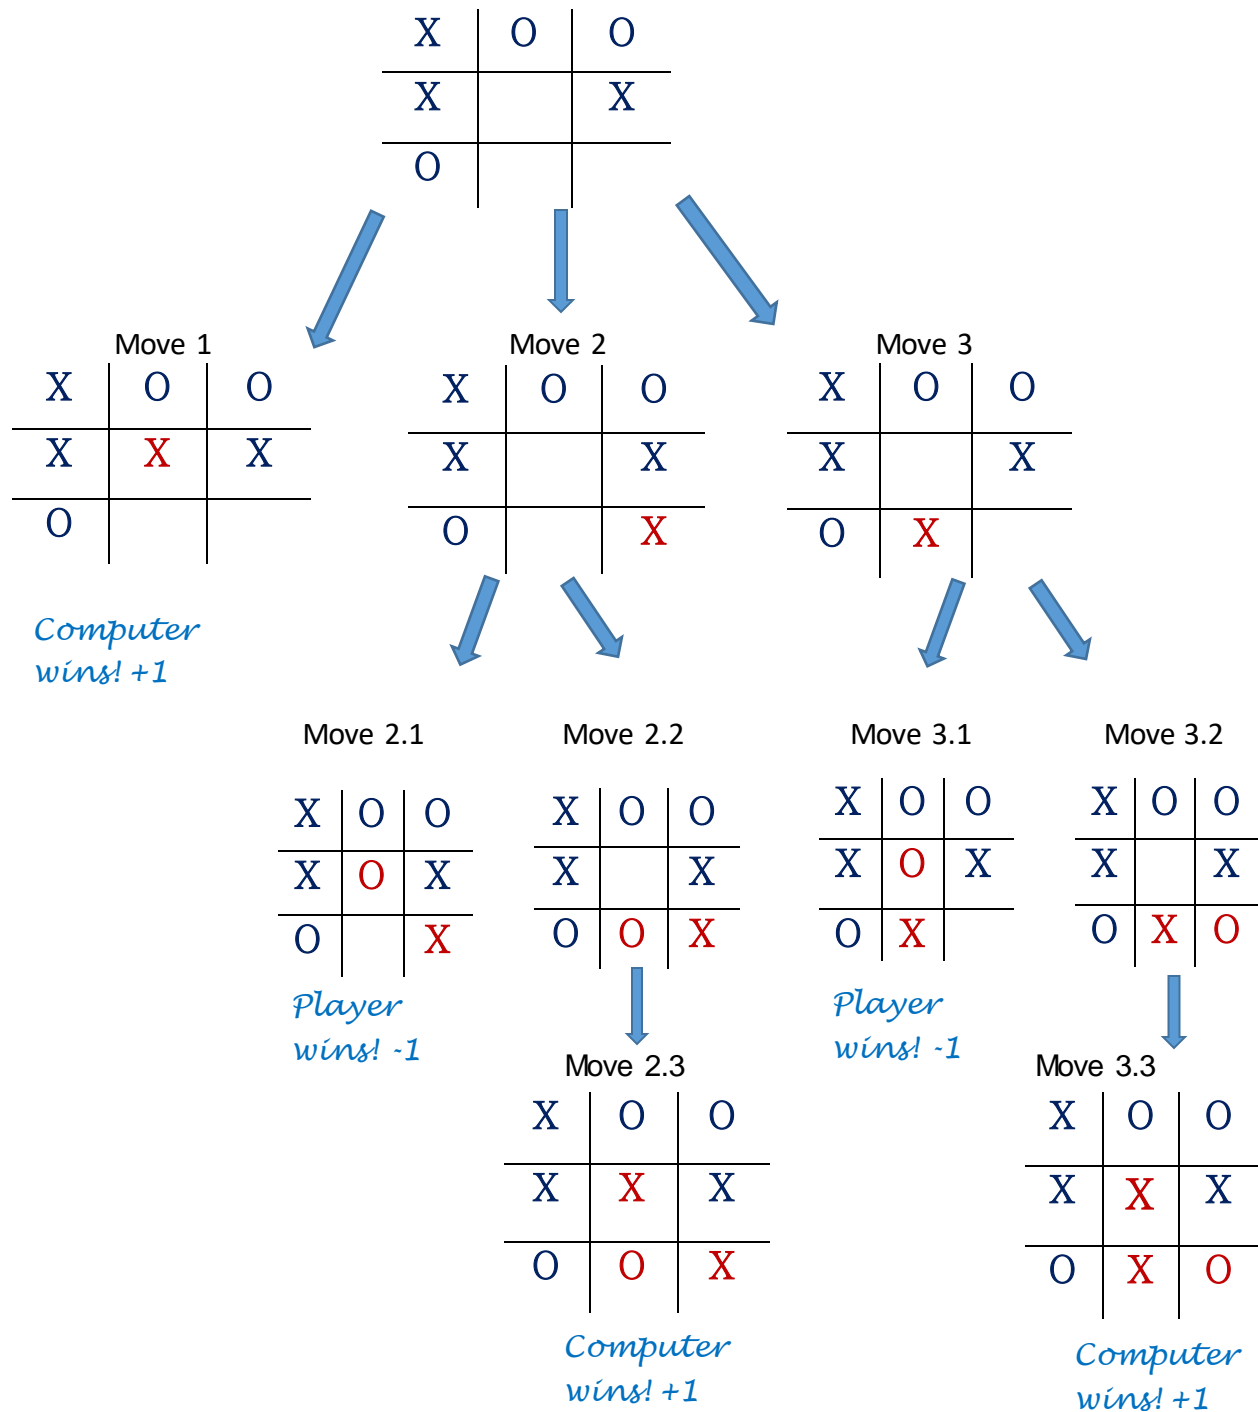 X O O
X X
O
Move 1
Move 2
Move 3
X O O
X X X
O
X O O
X X
O X
X O O
X X
O X
Computer
wins! +1
Move 2.1
Move 2.2
Move 3.1
Move 3.2
X O O
X O X
O X
X O O
X X
O O X
X O O
X O X
O X
X O O
X X
O X O
Player
wins! -1
Player
wins! -1
Move 2.3
Move 3.3
X O O
X X X
O O X
X O O
X X X
O X O
Computer
wins! +1
Computer
wins! +1